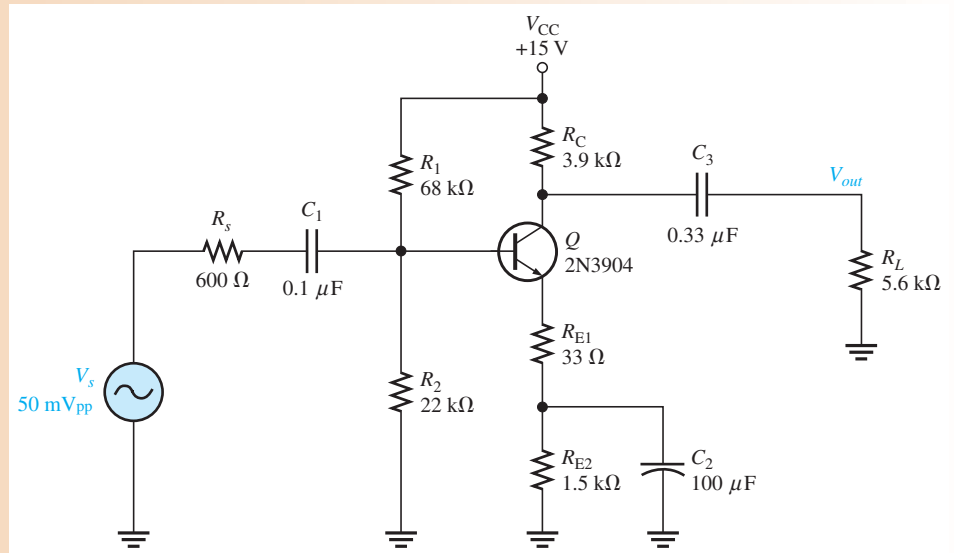 V_CC
+15 V
R_C
3.9 kΩ
R_1
68 kΩ
C_3
V_out
R_s
600 Ω
C_1
0.1 μF
Q
2N3904
0.33 μF
R_L
5.6 kΩ
R_E1
33 Ω
V_s
50 mVpp
R_2
22 kΩ
R_E2
1.5 kΩ
C_2
100 μF